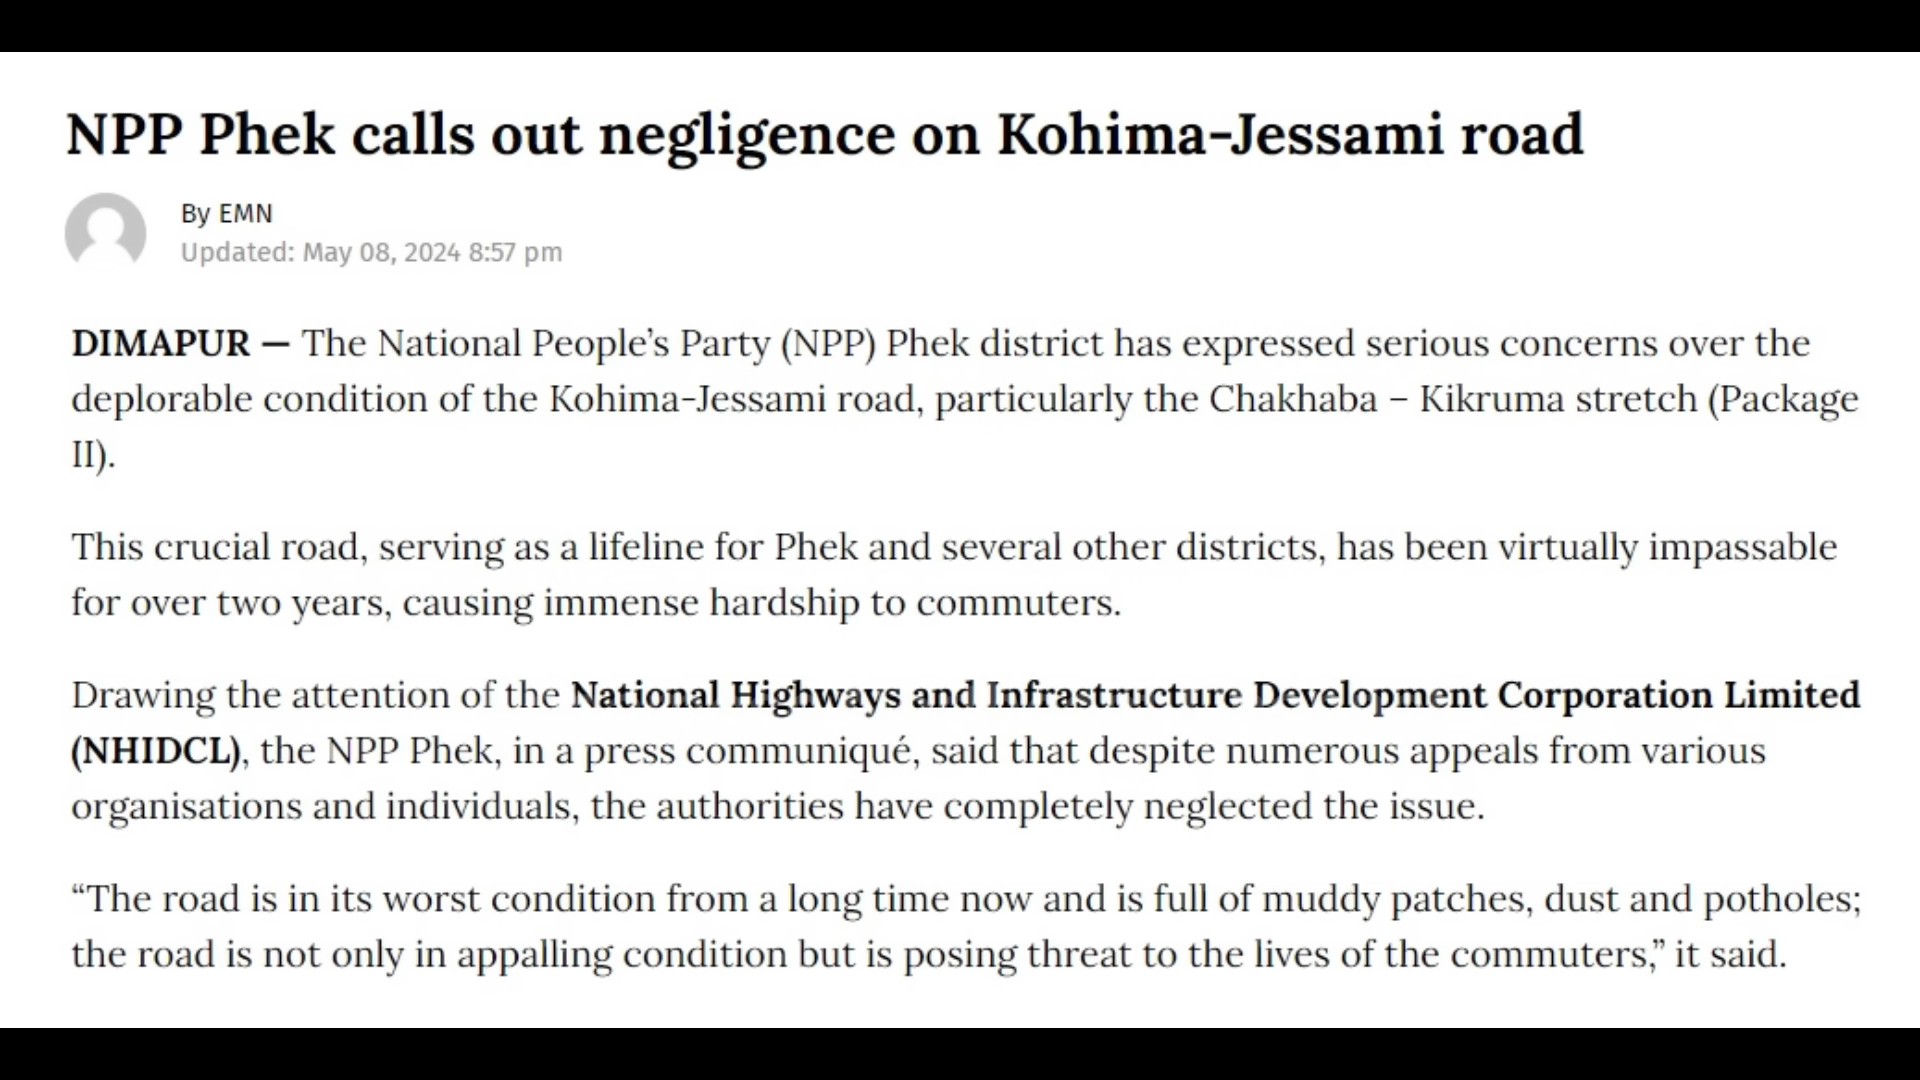 NPP Phek calls out negligence on Kohima-Jessami road
By EMN
Updated: May 08, 2024 8:57 pm
DIMAPUR — The National People’s Party (NPP) Phek district has expressed serious concerns over the
deplorable condition of the Kohima-Jessami road, particularly the Chakhaba – Kikruma stretch (Package
II).
This crucial road, serving as a lifeline for Phek and several other districts, has been virtually impassable
for over two years, causing immense hardship to commuters.
Drawing the attention of the National Highways and Infrastructure Development Corporation Limited
(NHIDCL), the NPP Phek, in a press communiqué, said that despite numerous appeals from various
organisations and individuals, the authorities have completely neglected the issue.
“The road is in its worst condition from a long time now and is full of muddy patches, dust and potholes;
the road is not only in appalling condition but is posing threat to the lives of the commuters,” it said.